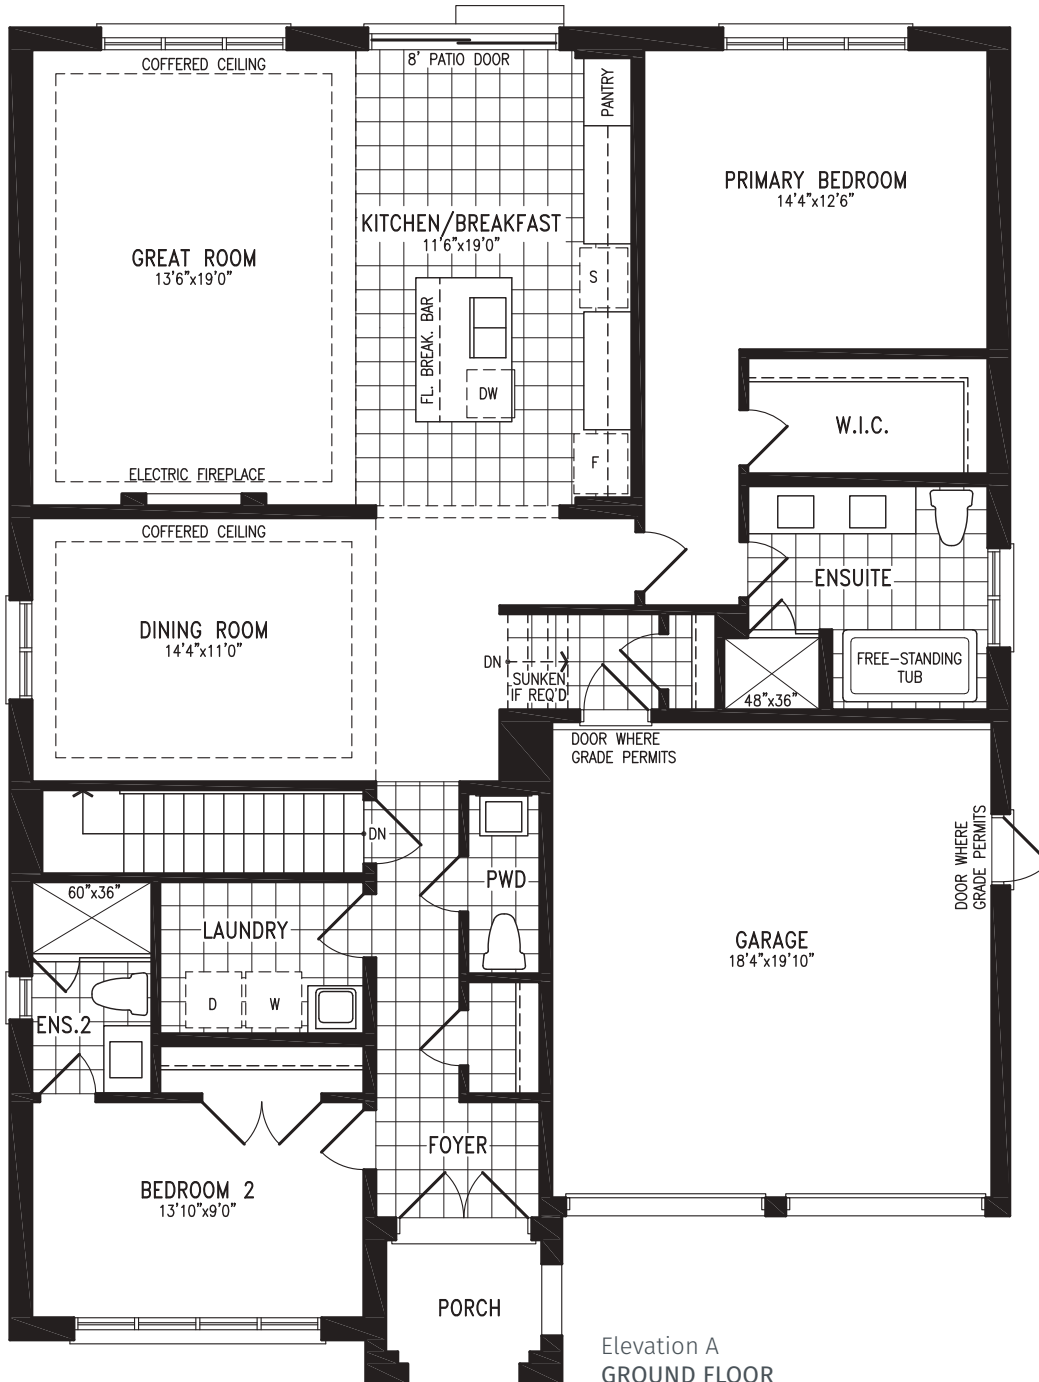 COFFERED CEILING
8' PATIO DOOR
PANTRY
PRIMARY BEDROOM
14'4"x12'6"
KITCHEN/BREAKFAST
11'6"x19'0"
GREAT ROOM
13'6"x19'0"
S
FL. BREAK. BAR
DW
W.I.C.
F
ELECTRIC FIREPLACE
COFFERED CEILING
ENSUITE
DINING ROOM
14'4"x11'0"
DN
SUNKEN
IF REQ'D
FREE-STANDING
TUB
48"x36"
DOOR WHERE
GRADE PERMITS
DN
DOOR WHERE
GRADE PERMITS
60"x36"
PWD
LAUNDRY
GARAGE
18'4"x19'10"
D
W
ENS.2
FOYER
BEDROOM 2
13'10"x9'0"
PORCH
Elevation A
GROUND FLOOR